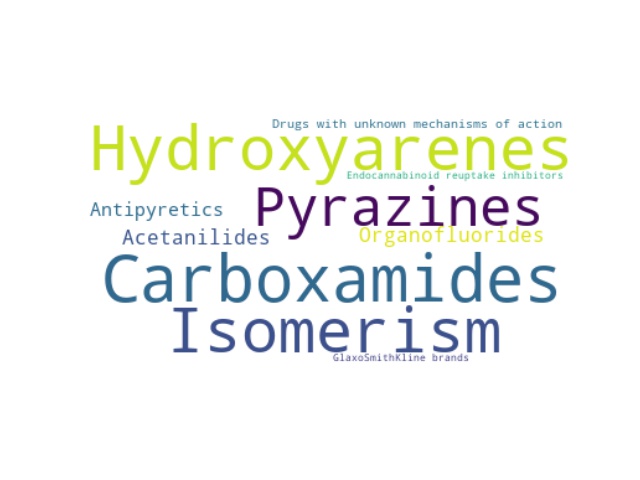 Drugs with unknown mechanisms of action
Hydroxyarenes
Endocannabinoid reuptake inhibitors
Pyrazines
Antipyretics
Acetanilides
Organofluorides
Carboxamides
Isomerism
GlaxoSmithKline brands